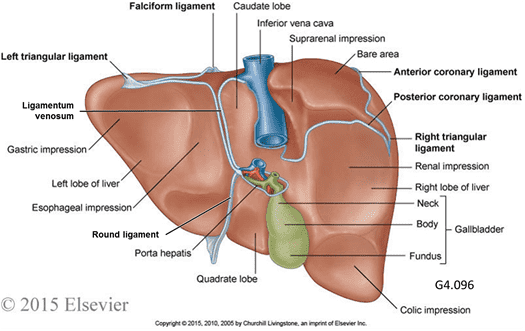 Falciform ligament
Caudate lobe
Inferior vena cava
Suprarenal impression
Bare area
Left triangular ligament
Anterior coronary ligament
Ligamentum
venosum
Posterior coronary ligament
Gastric impression
Right triangular
ligament
Renal impression
Left lobe of liver
Right lobe of liver
Esophageal impression
Neck
Body
Gallbladder
Round ligament
Porta hepatis
Fundus
Quadrate lobe
G4.096
© 2015 Elsevier
Colic impression
Copyright © 2015, 2010, 2005 by Churchill Livingstone, an imprint of Elsevier Inc.